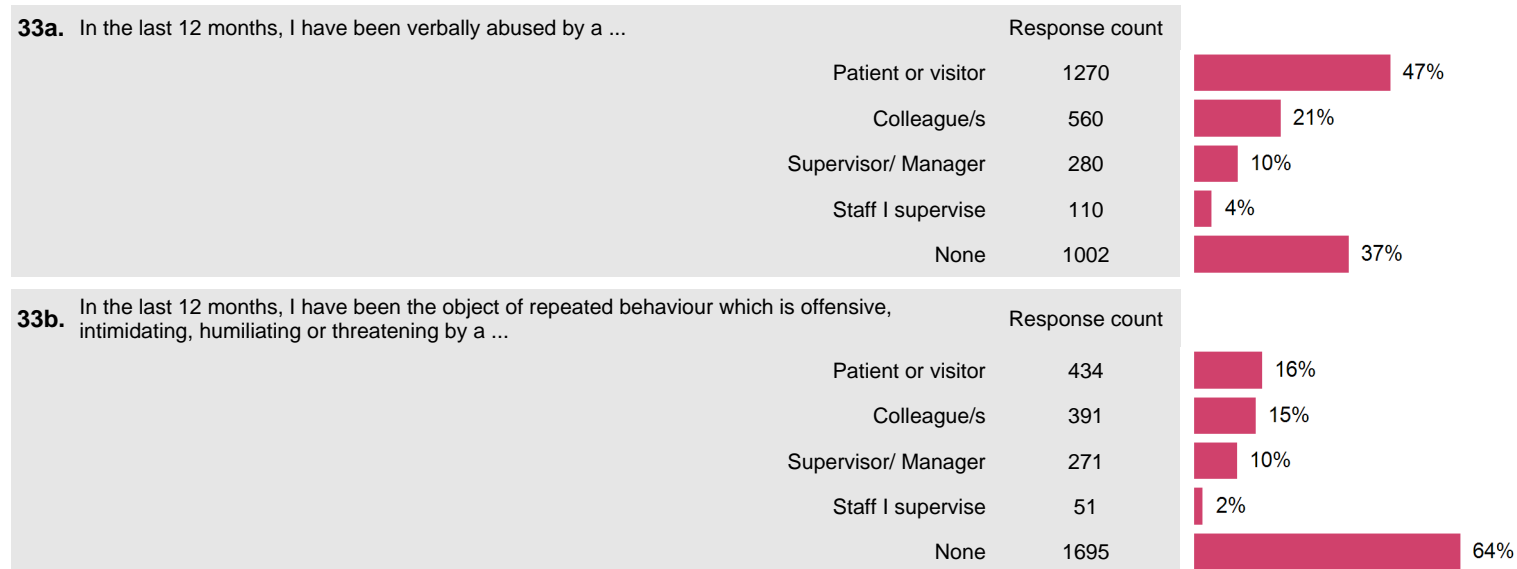 33a. In the last 12 months, I have been verbally abused by a ... Response count
Patient or visitor 1270 47%
Colleague/s 560 21%
Supervisor/ Manager 280 10%
Staff I supervise 110 4%
None 1002 37%
33b. In the last 12 months, I have been the object of repeated behaviour which is offensive,
intimidating, humiliating or threatening by a ... Response count
Patient or visitor 434 16%
Colleague/s 391 15%
Supervisor/ Manager 271 10%
Staff I supervise 51 2%
None 1695 64%